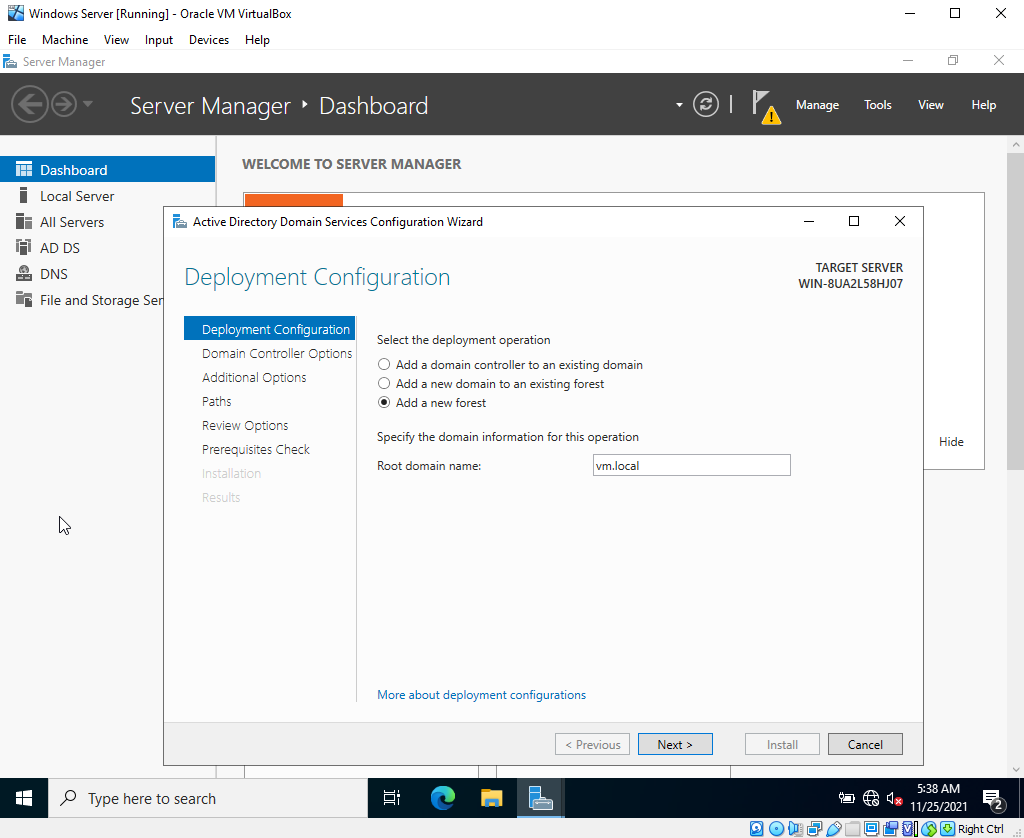 Windows Server [Running] - Oracle VM VirtualBox
File Machine View Input Devices Help
Server Manager
Server Manager Dashboard
Manage Tools View Help
Dashboard
Local Server
All Servers
AD DS
DNS
File and Storage Ser
WELCOME TO SERVER MANAGER
Hide
Active Directory Domain Services Configuration Wizard
Deployment Configuration
TARGET SERVER
WIN-8UA2L58HJ07
Deployment Configuration
Domain Controller Options
Additional Options
Paths
Review Options
Prerequisites Check
Installation
Results
Select the deployment operation
Add a domain controller to an existing domain
Add a new domain to an existing forest
Add a new forest
Specify the domain information for this operation
Root domain name: vm.local
More about deployment configurations
< Previous Next > Install Cancel
Type here to search
5:38 AM
11/25/2021
2
Right Ctrl